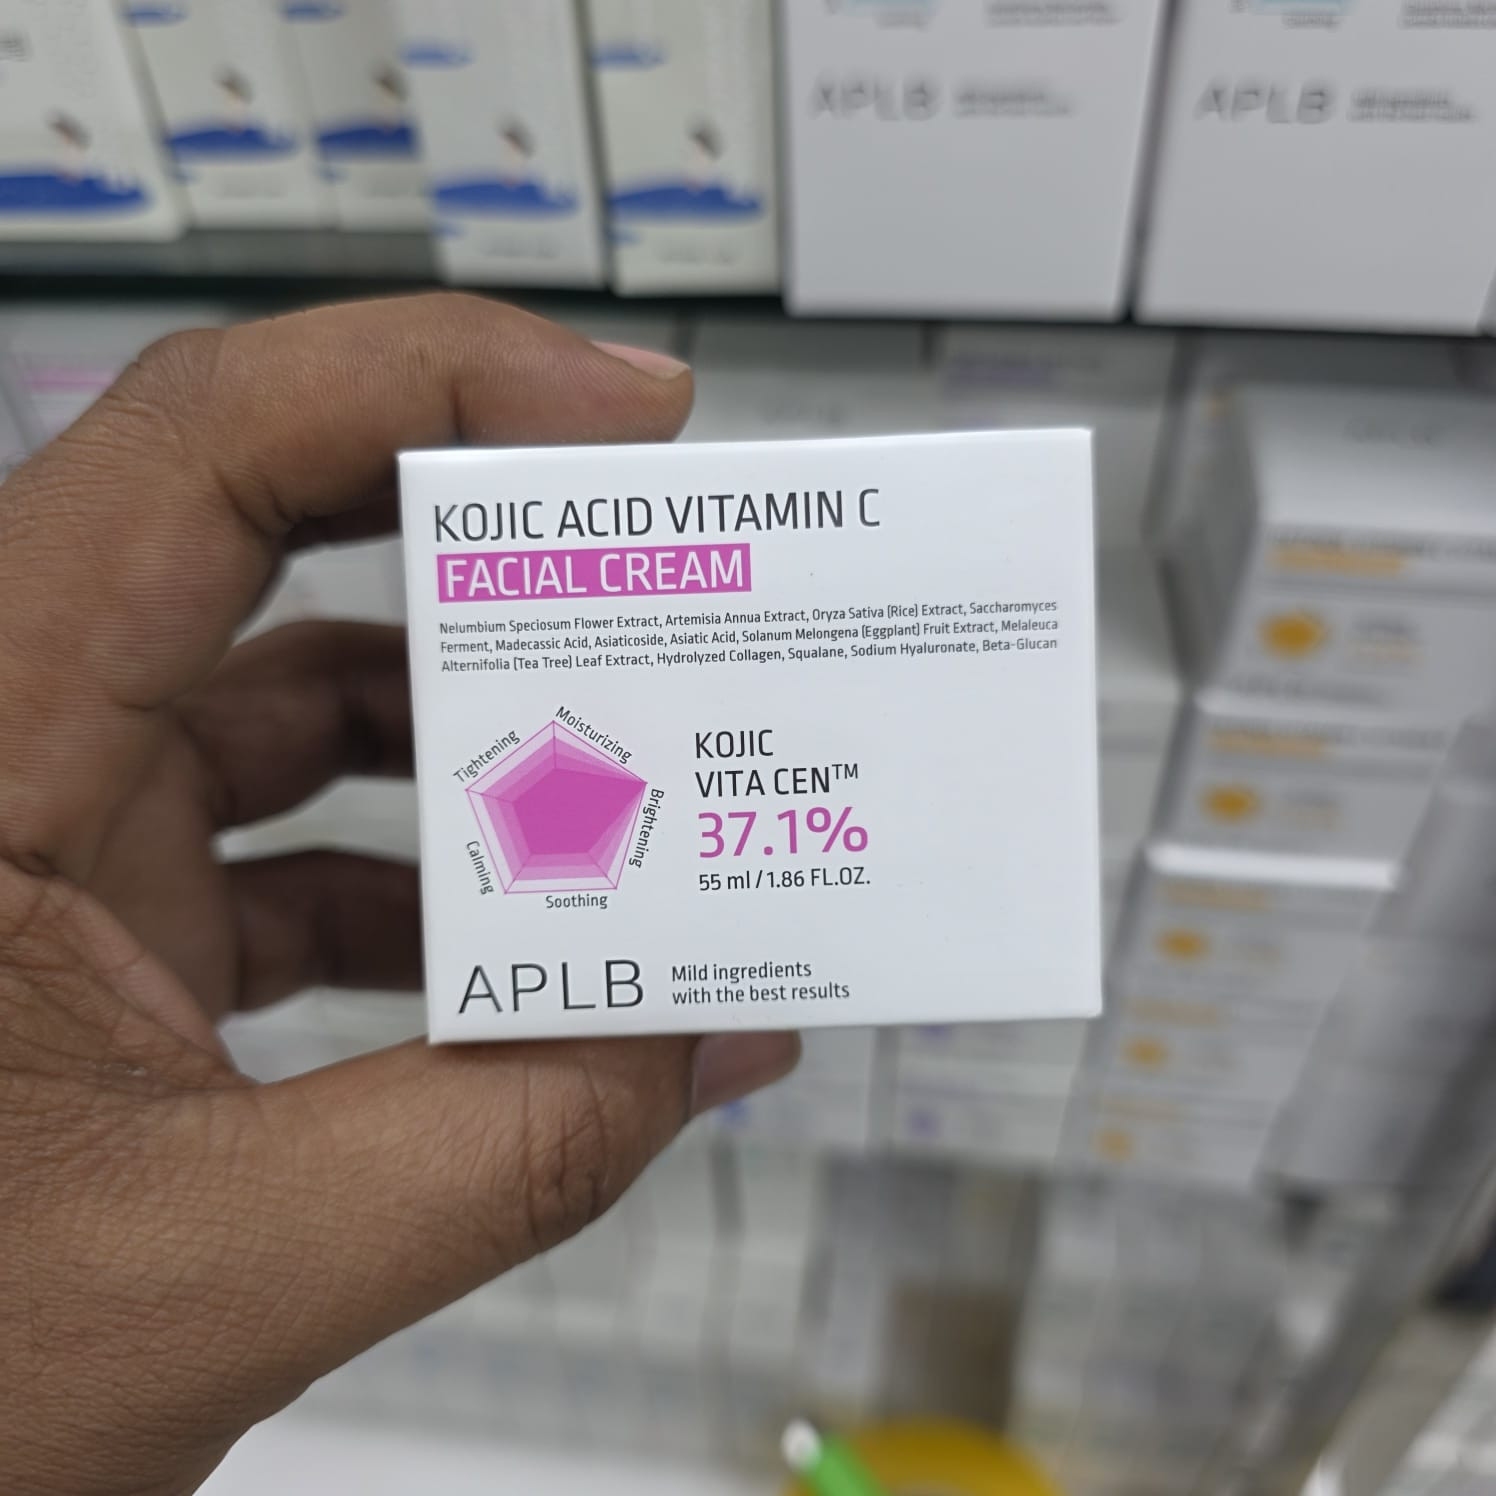 APLB
APLB
KOJIC ACID VITAMIN C
FACIAL CREAM
Nelumbium Speciosum Flower Extract, Artemisia Annua Extract, Oryza Sativa (Rice) Extract, Saccharomyces
Ferment, Madecassic Acid, Asiaticoside, Asiatic Acid, Solanum Melongena (Eggplant) Fruit Extract, Melaleuca
Alternifolia (Tea Tree) Leaf Extract, Hydrolyzed Collagen, Squalane, Sodium Hyaluronate, Beta-Glucan
Moisturizing
Tightening
Brightening
Calming
Soothing
KOJIC
VITA CEN™
37.1%
55 ml / 1.86 FL.OZ.
APLB
Mild ingredients
with the best results